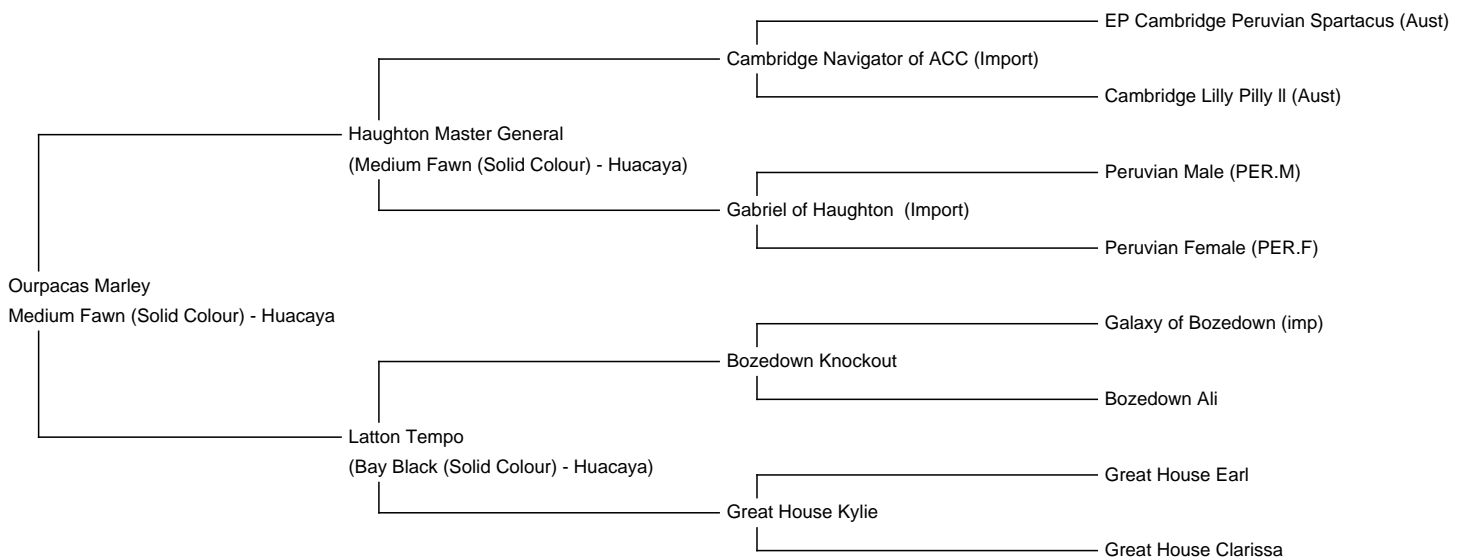 EP Cambridge Peruvian Spartacus (Aust)
Cambridge Navigator of ACC (Import)
Cambridge Lilly Pilly ll (Aust)
Haughton Master General
(Medium Fawn (Solid Colour) - Huacaya)
Peruvian Male (PER.M)
Gabriel of Haughton  (Import)
Peruvian Female (PER.F)
Ourpacas Marley
Medium Fawn (Solid Colour) - Huacaya
Galaxy of Bozedown (imp)
Bozedown Knockout
Bozedown Ali
Latton Tempo
(Bay Black (Solid Colour) - Huacaya)
Great House Earl
Great House Kylie
Great House Clarissa